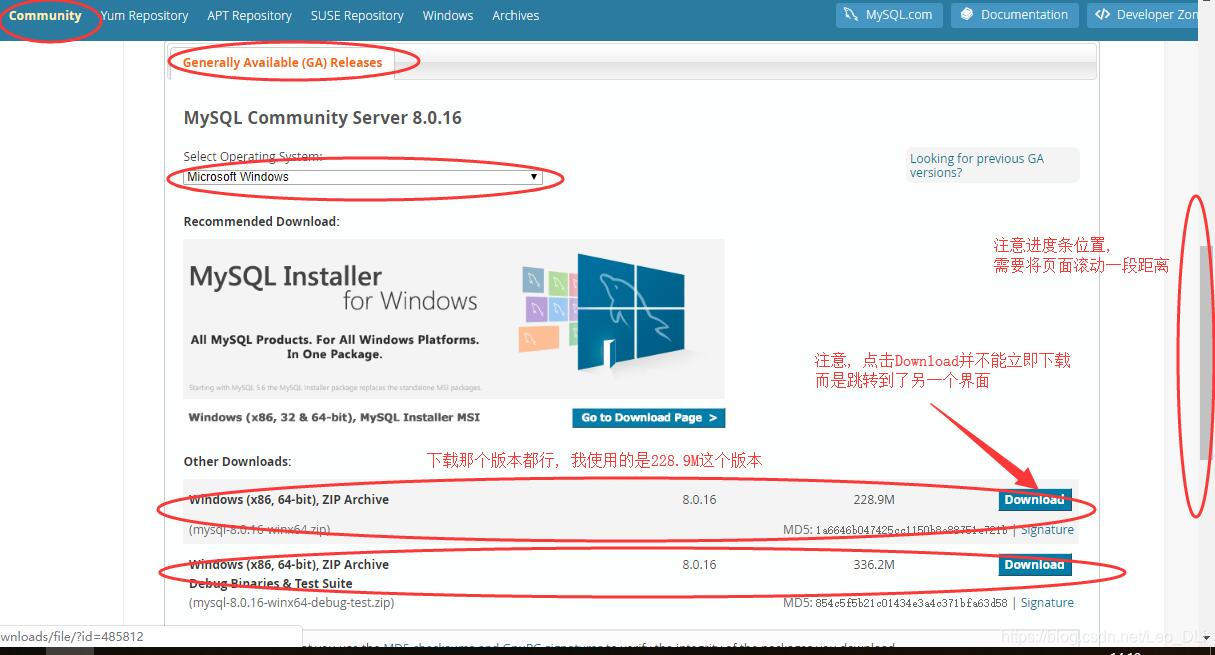 Community Yum Repository APT Repository SUSE Repository Windows Archives MySQL.com Documentation Developer Zon
Generally Available (GA) Releases
MySQL Community Server 8.0.16
Select Operating System:
Microsoft Windows
Looking for previous GA
versions?
Recommended Download:
注意进度条位置,
需要将页面滚动一段距离
MySQL Installer
for Windows
All MySQL Products. For All Windows Platforms.
In One Package.
Starting with MySQL 5.6 the MySQL Installer package replaces the standalone MSI packages.
注意, 点击Download并不能立即下载
而是跳转到了另一个界面
Windows (x86, 32 & 64-bit), MySQL Installer MSI Go to Download Page >
Other Downloads:
下载那个版本都行, 我使用的是228.9M这个版本
Windows (x86, 64-bit), ZIP Archive 8.0.16 228.9M Download
(mysql-8.0.16-winx64.zip) MD5: | Signature
Windows (x86, 64-bit), ZIP Archive 8.0.16 336.2M Download
Debug Binaries & Test Suite
(mysql-8.0.16-winx64-debug-test.zip) MD5: 854c5f5b21c01434e3a4c371bfa63d58 | Signature
wnloads/file/?id=485812
you use the MD5 checksums and GnuPG signatures to verify the integrity of the packages you download.